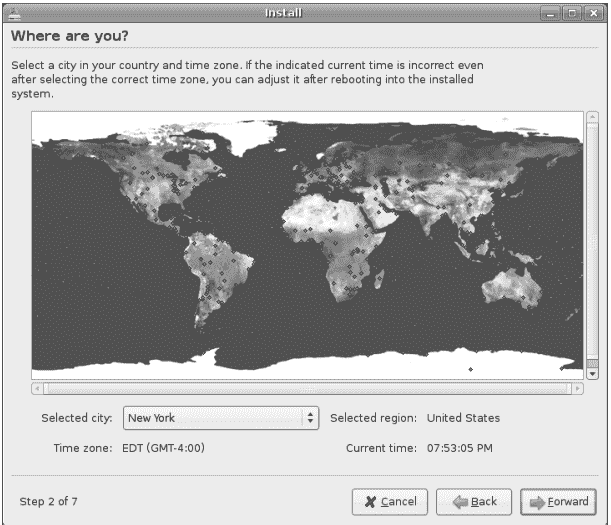 Install
Where are you?
Select a city in your country and time zone. If the indicated current time is incorrect even
after selecting the correct time zone, you can adjust it after rebooting into the installed
system.
Selected city: New York Selected region: United States
Time zone: EDT (GMT-4:00) Current time: 07:53:05 PM
Step 2 of 7 Cancel Back Forward